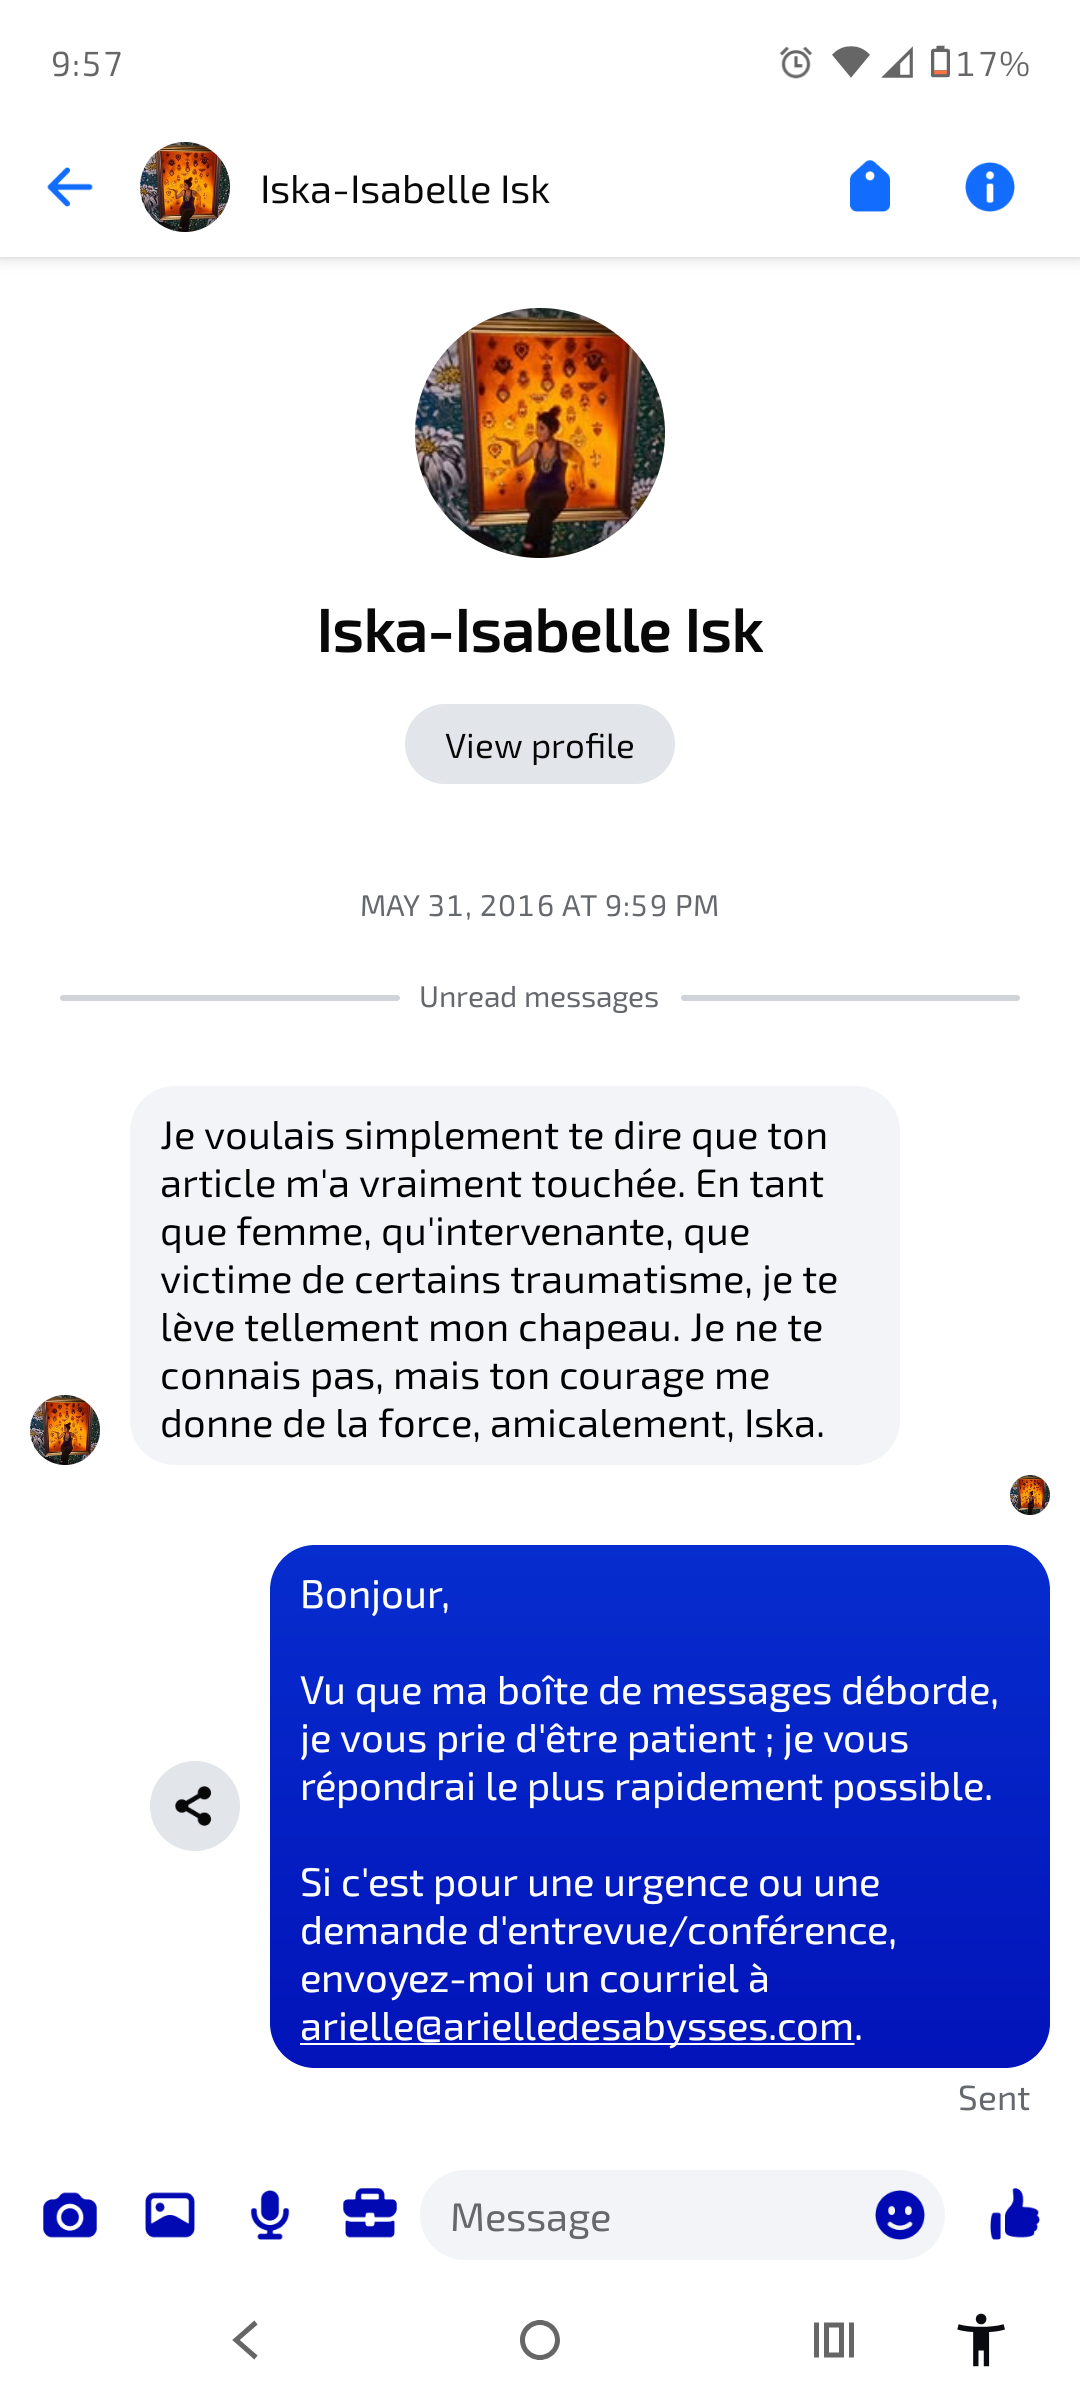 9:57
17%
Iska-Isabelle Isk
Iska-Isabelle Isk
View profile
MAY 31, 2016 AT 9:59 PM
Unread messages
Je voulais simplement te dire que ton
article m'a vraiment touchée. En tant
que femme, qu'intervenante, que
victime de certains traumatisme, je te
lève tellement mon chapeau. Je ne te
connais pas, mais ton courage me
donne de la force, amicalement, Iska.
Bonjour,
Vu que ma boîte de messages déborde,
je vous prie d'être patient ; je vous
répondrai le plus rapidement possible.
Si c'est pour une urgence ou une
demande d'entrevue/conférence,
envoyez-moi un courriel à
arielle@arielledesabysses.com.
Sent
Message